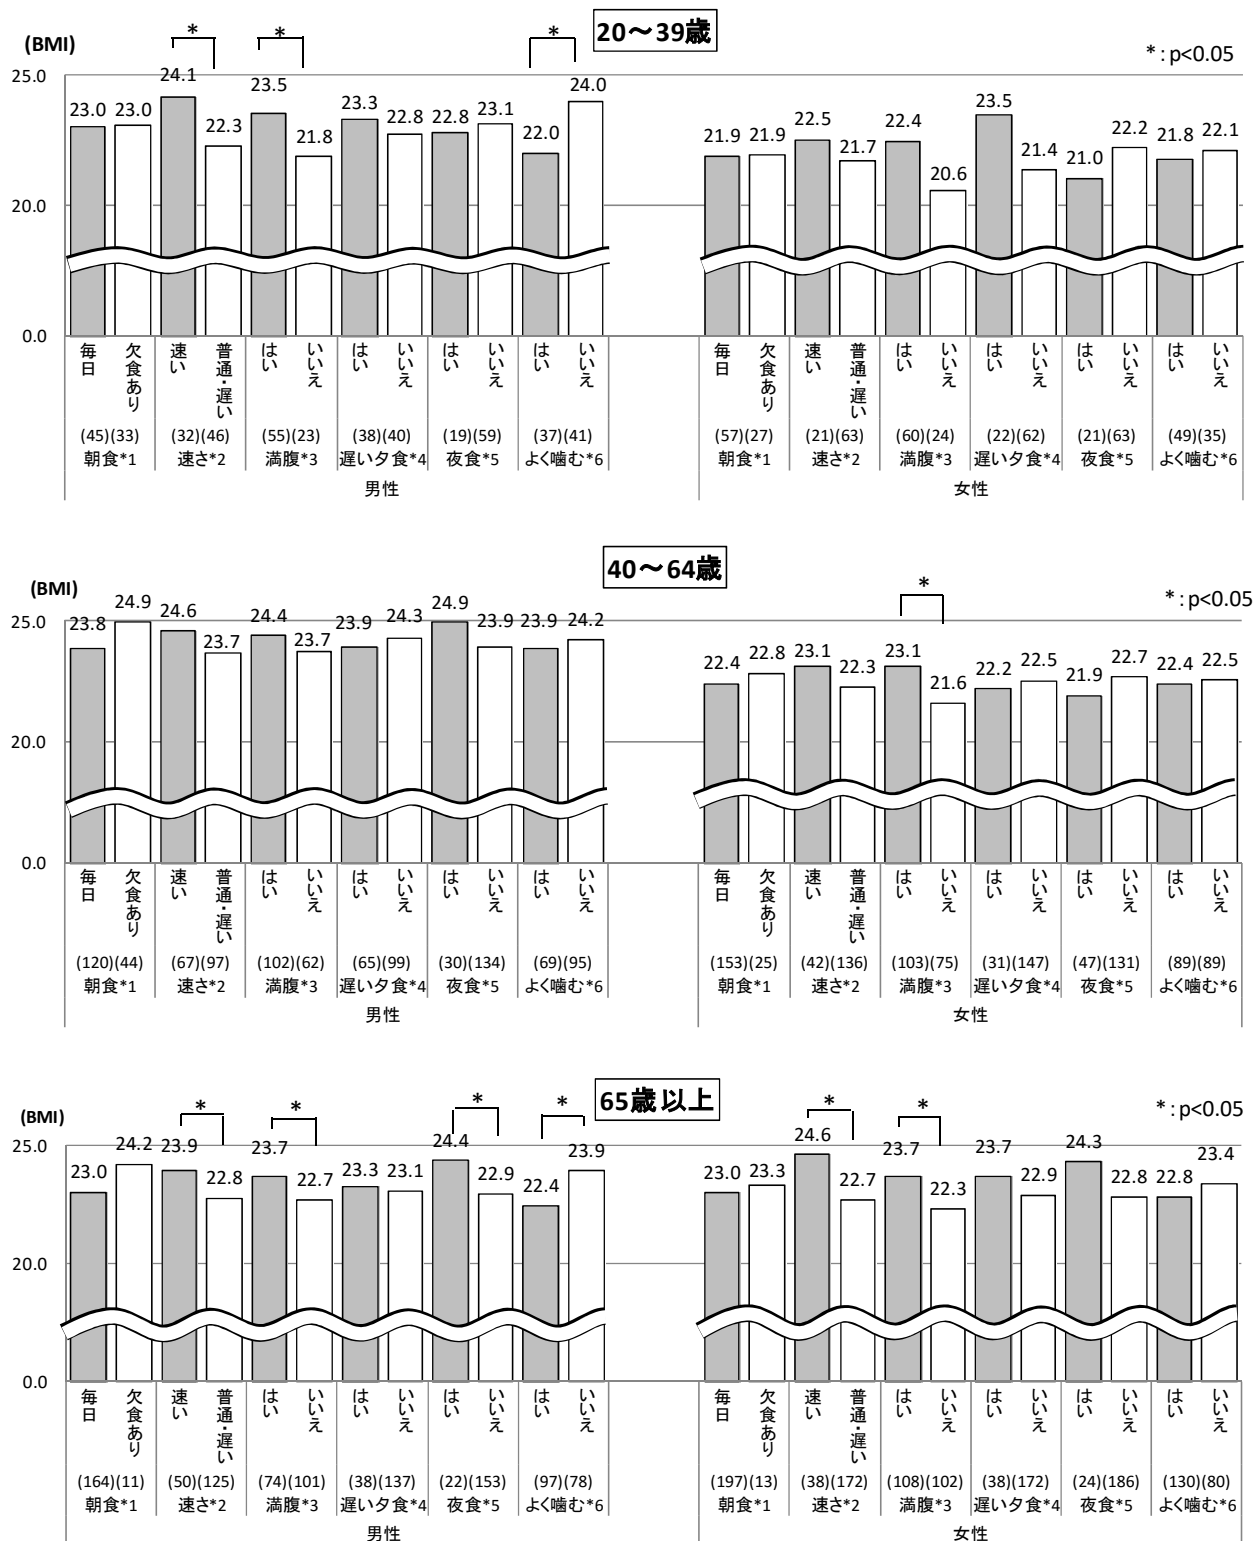 20～39歳
(BMI)
*：p<0.05
* * *
25.0
20.0
0.0
23.0 23.0 24.1 22.3 23.5 21.8 23.3 22.8 22.8 23.1 22.0 24.0
21.9 21.9 22.5 21.7 22.4 20.6 23.5 21.4 21.0 22.2 21.8 22.1
毎日 欠食あり 速い 普通・遅い はい いいえ はい いいえ はい いいえ はい いいえ
毎日 欠食あり 速い 普通・遅い はい いいえ はい いいえ はい いいえ はい いいえ
(45)(33) (32)(46) (55)(23) (38)(40) (19)(59) (37)(41)
(57)(27) (21)(63) (60)(24) (22)(62) (21)(63) (49)(35)
朝食*1 速さ*2 満腹*3 遅い夕食*4 夜食*5 よく噛む*6
朝食*1 速さ*2 満腹*3 遅い夕食*4 夜食*5 よく噛む*6
男性
女性
40～64歳
(BMI)
*：p<0.05
*
25.0
20.0
0.0
23.8 24.9 24.6 23.7 24.4 23.7 23.9 24.3 24.9 23.9 23.9 24.2
22.4 22.8 23.1 22.3 23.1 21.6 22.2 22.5 21.9 22.7 22.4 22.5
毎日 欠食あり 速い 普通・遅い はい いいえ はい いいえ はい いいえ はい いいえ
毎日 欠食あり 速い 普通・遅い はい いいえ はい いいえ はい いいえ はい いいえ
(120)(44) (67)(97) (102)(62) (65)(99) (30)(134) (69)(95)
(153)(25) (42)(136) (103)(75) (31)(147) (47)(131) (89)(89)
朝食*1 速さ*2 満腹*3 遅い夕食*4 夜食*5 よく噛む*6
朝食*1 速さ*2 満腹*3 遅い夕食*4 夜食*5 よく噛む*6
男性
女性
65歳以上
(BMI)
*：p<0.05
* * * * * *
25.0
20.0
0.0
23.0 24.2 23.9 22.8 23.7 22.7 23.3 23.1 24.4 22.9 22.4 23.9
23.0 23.3 24.6 22.7 23.7 22.3 23.7 22.9 24.3 22.8 22.8 23.4
毎日 欠食あり 速い 普通・遅い はい いいえ はい いいえ はい いいえ はい いいえ
毎日 欠食あり 速い 普通・遅い はい いいえ はい いいえ はい いいえ はい いいえ
(164)(11) (50)(125) (74)(101) (38)(137) (22)(153) (97)(78)
(197)(13) (38)(172) (108)(102) (38)(172) (24)(186) (130)(80)
朝食*1 速さ*2 満腹*3 遅い夕食*4 夜食*5 よく噛む*6
朝食*1 速さ*2 満腹*3 遅い夕食*4 夜食*5 よく噛む*6
男性
女性